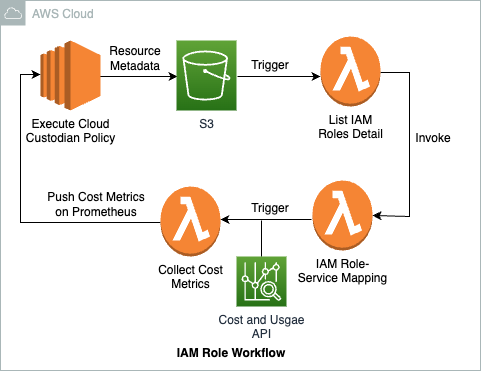 AWS Cloud
Resource
Metadata
Trigger
Execute Cloud
Custodian Policy
S3
List IAM
Roles Detail
Invoke
Push Cost Metrics
on Prometheus
Trigger
Collect Cost
Metrics
IAM Role-
Service Mapping
Cost and Usgae
API
IAM Role Workflow